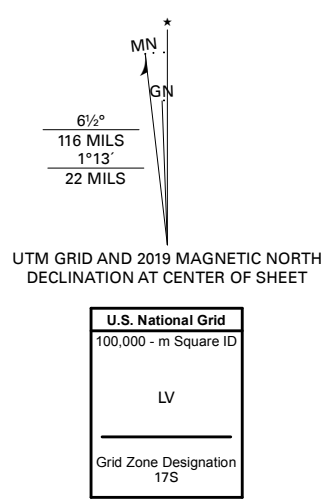 ★
MN
GN
6½°
116 MILS
1°13´
22 MILS
UTM GRID AND 2019 MAGNETIC NORTH
DECLINATION AT CENTER OF SHEET
U.S. National Grid
100,000 - m Square ID
LV
Grid Zone Designation
17S